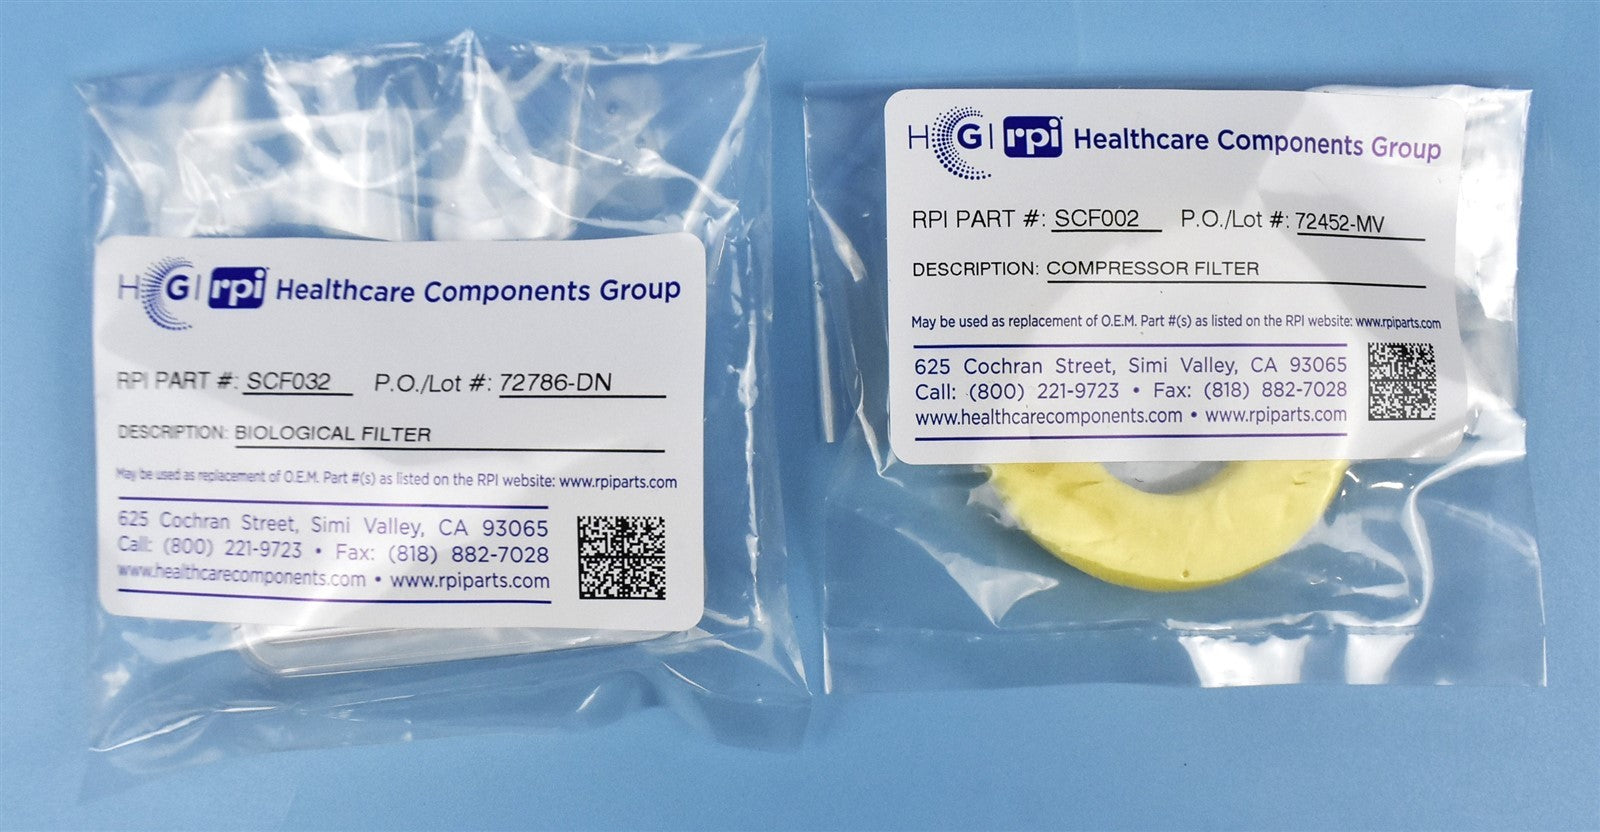 HCG | rpi Healthcare Components Group
RPI PART #: SCF032 P.O./Lot #: 72786-DN
DESCRIPTION: BIOLOGICAL FILTER
May be used as replacement of O.E.M. Part #(s) as listed on the RPI website: www.rpiparts.com
625 Cochran Street, Simi Valley, CA 93065
Call: (800) 221-9723 • Fax: (818) 882-7028
www.healthcarecomponents.com • www.rpiparts.com
HCG | rpi Healthcare Components Group
RPI PART #: SCF002 P.O./Lot #: 72452-MV
DESCRIPTION: COMPRESSOR FILTER
May be used as replacement of O.E.M. Part #(s) as listed on the RPI website: www.rpiparts.com
625 Cochran Street, Simi Valley, CA 93065
Call: (800) 221-9723 • Fax: (818) 882-7028
www.healthcarecomponents.com • www.rpiparts.com